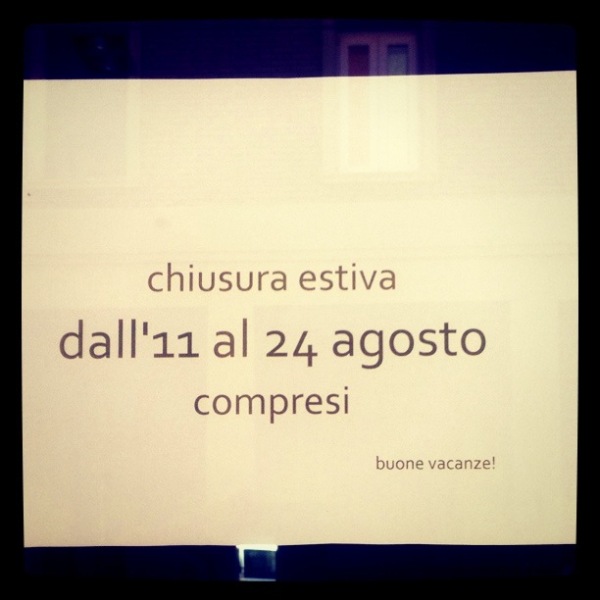 chiusura estiva
dall'11 al 24 agosto
compresi
buone vacanze!